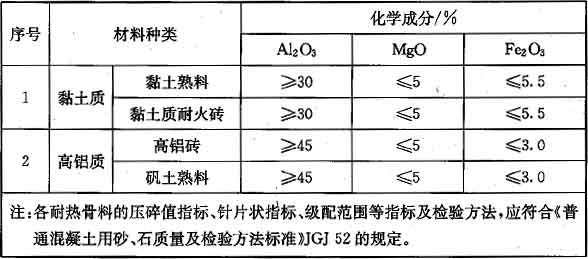 序号 材料种类 化学成分/%
Al₂O₃ MgO Fe₂O₃
1 黏土质 黏土熟料 ≥30 ≤5 ≤5.5
黏土质耐火砖 ≥30 ≤5 ≤5.5
2 高铝质 高铝砖 ≥45 ≤5 ≤3.0
矾土熟料 ≥45 ≤5 ≤3.0
注:各耐热骨料的压碎值指标、针片状指标、级配范围等指标及检验方法,应符合《普
通混凝土用砂、石质量及检验方法标准》JGJ 52的规定。